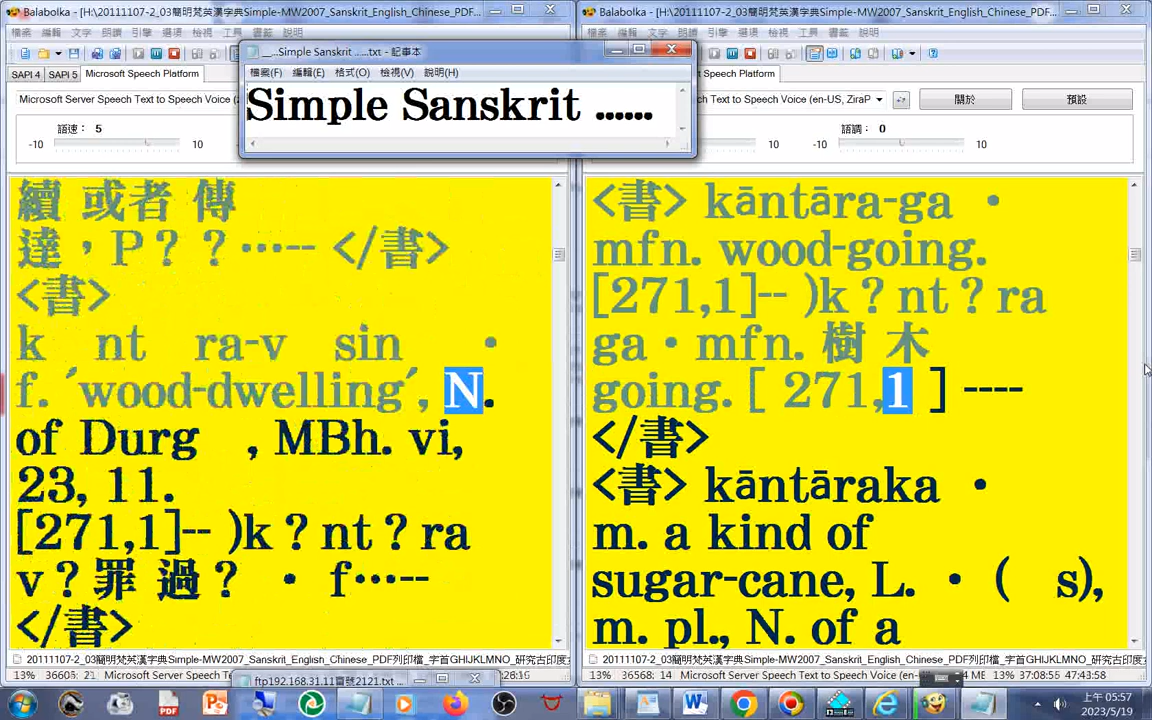 Balabolka - [H:\20111107-2_03簡明梵英漢字典Simple-MW2007_Sanskrit_English_Chinese_PDF...
Balabolka - [H:\20111107-2_03簡明梵英漢字典Simple-MW2007_Sanskrit_English_Chinese_PDF...
__...Simple Sanskrit ......txt - 記事本
檔案(F) 編輯(E) 格式(O) 檢視(V) 說明(H)
Simple Sanskrit ......
SAPI 4 SAPI 5 Microsoft Speech Platform
t Speech Platform
Microsoft Server Speech Text to Speech Voice (
ech Text to Speech Voice (en-US, ZiraP
關於
預設
語速： 5
語調： 0
-10 10
10 -10 10
續 或者 傳
達，P？？…-- </書>
<書>
k nt ra-v sin •
f. ´wood-dwelling´, N.
of Durg , MBh. vi,
23, 11.
[271,1]-- )k？nt？ra
v？罪 過？ • f…--
</書>
<書> kāntāra-ga •
mfn. wood-going.
[271,1]-- )k？nt？ra
ga • mfn. 樹 木
going. [ 271,1 ] ----
</書>
<書> kāntāraka •
m. a kind of
sugar-cane, L. • ( s),
m. pl., N. of a
20111107-2_03簡明梵英漢字典Simple-MW2007_Sanskrit_English_Chinese_PDF列印檔_字首GHIJKLMNO_研究古印度
20111107-2_03簡明梵英漢字典Simple-MW2007_Sanskrit_English_Chinese_PDF列印檔_字首GHIJKLMNO_研究古印度
13% 36605: 21 Microsoft Server Spee
ftp192.168.31.11盲號2121.txt ...
13% 36568: 14 Microsoft Server Speech Text to Speech Voice
37:08:55 47:43:58
上午 05:57
2023/5/19